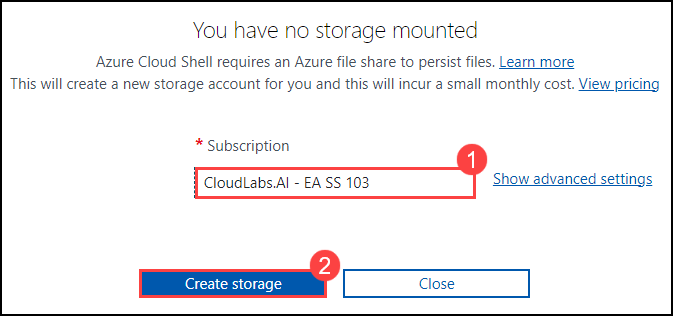 You have no storage mounted
Azure Cloud Shell requires an Azure file share to persist files. Learn more
This will create a new storage account for you and this will incur a small monthly cost. View pricing
* Subscription
1
CloudLabs.AI - EA SS 103
Show advanced settings
2
Create storage
Close